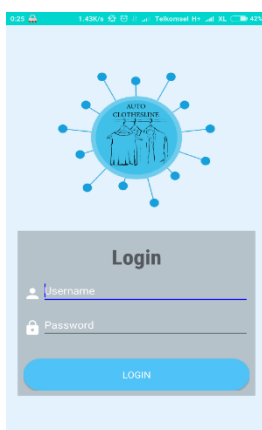 0:25 1.43K/s Telkomsel H+ XL 42%
AUTO
CLOTHESLINE
Login
Username
Password
LOGIN